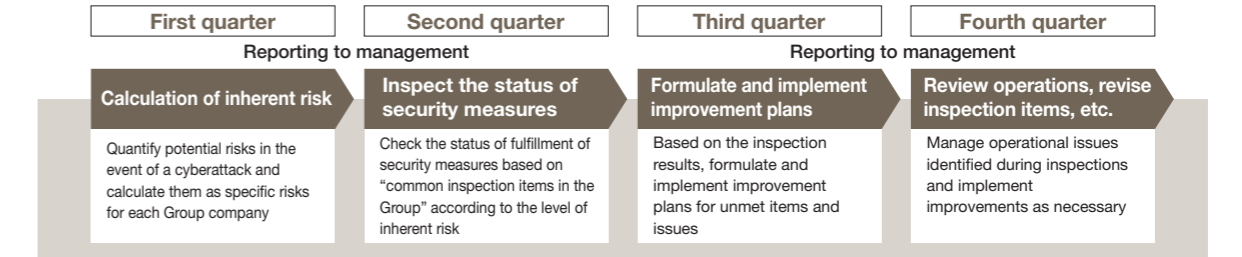 First quarter
Second quarter
Third quarter
Fourth quarter
Reporting to management
Reporting to management
Calculation of inherent risk
Quantify potential risks in the
event of a cyberattack and
calculate them as specific risks
for each Group company
Inspect the status of
security measures
Check the status of fulfillment of
security measures based on
“common inspection items in the
Group” according to the level of
inherent risk
Formulate and implement
improvement plans
Based on the inspection
results, formulate and
implement improvement
plans for unmet items and
issues
Review operations, revise
inspection items, etc.
Manage operational issues
identified during inspections
and implement
improvements as necessary